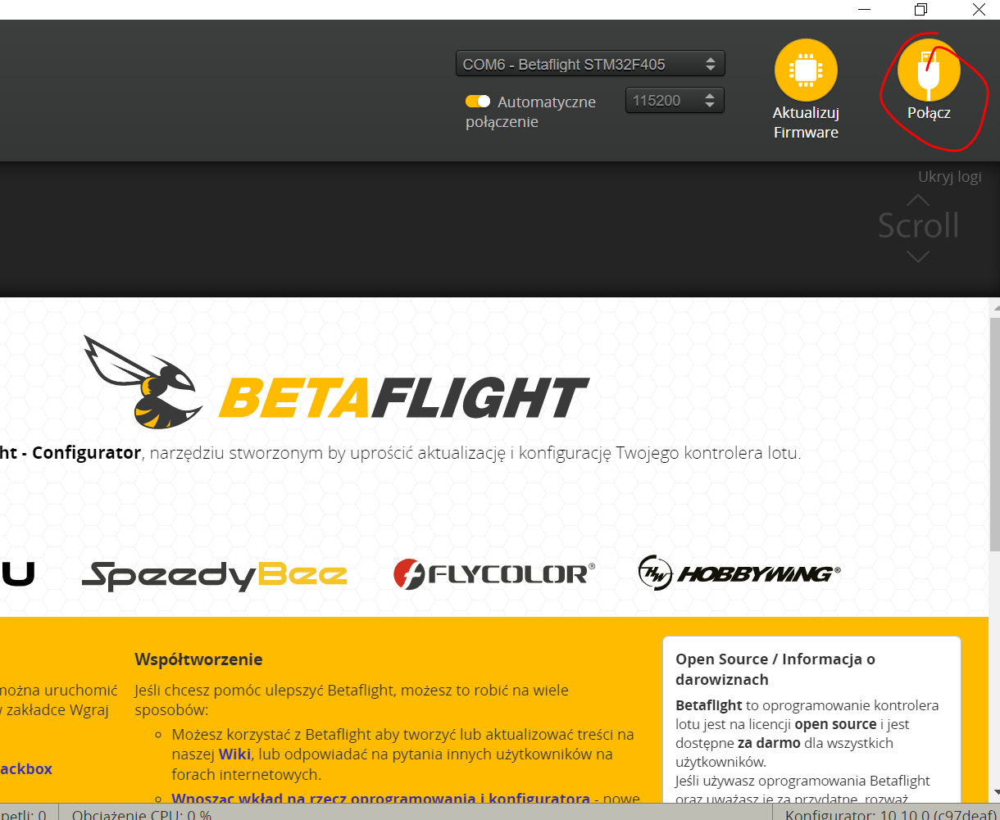 COM6 - Betaflight STM32F405
Automatyczne
połączenie
115200
Aktualizuj
Firmware
Połącz
Ukryj logi
Scroll
BETAFLIGHT
ht - Configurator, narzędziu stworzonym by uprościć aktualizację i konfigurację Twojego kontrolera lotu.
U
SpeedyBee
FLYCOLOR®
HW HOBBYWING®
można uruchomić
w zakładce Wgraj
ackbox
Współtworzenie
Jeśli chcesz pomóc ulepszyć Betaflight, możesz to robić na wiele
sposobów:
Możesz korzystać z Betaflight aby tworzyć lub aktualizować treści na
naszej Wiki, lub odpowiadać na pytania innych użytkowników na
forach internetowych.
Wnosząc wkład na rzecz oprogramowania i konfiguratora - nowe
Open Source / Informacja o
darowiznach
Betaflight to oprogramowanie kontrolera
lotu jest na licencji open source i jest
dostępne za darmo dla wszystkich
użytkowników.
Jeśli używasz oprogramowania Betaflight
oraz uważasz je za przydatne, rozważ
pętli: 0
Obciążenie CPU: 0 %
Konfigurator: 10.10.0 (c97deaf)